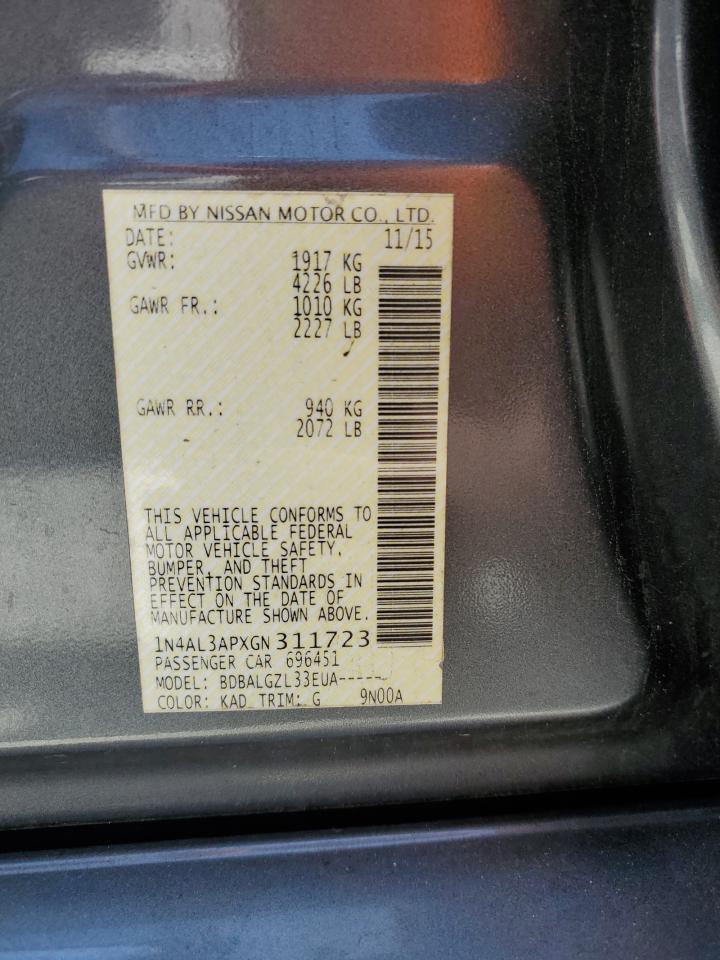 MFD BY NISSAN MOTOR CO., LTD.
DATE: 11/15
GVWR: 1917 KG
4226 LB
GAWR FR.: 1010 KG
2227 LB
GAWR RR.: 940 KG
2072 LB
THIS VEHICLE CONFORMS TO
ALL APPLICABLE FEDERAL
MOTOR VEHICLE SAFETY,
BUMPER, AND THEFT
PREVENTION STANDARDS IN
EFFECT ON THE DATE OF
MANUFACTURE SHOWN ABOVE.
1N4AL3APXGN311723
PASSENGER CAR 696451
MODEL: BDBALGZL33EUA-----
COLOR: KAD TRIM: G 9N00A